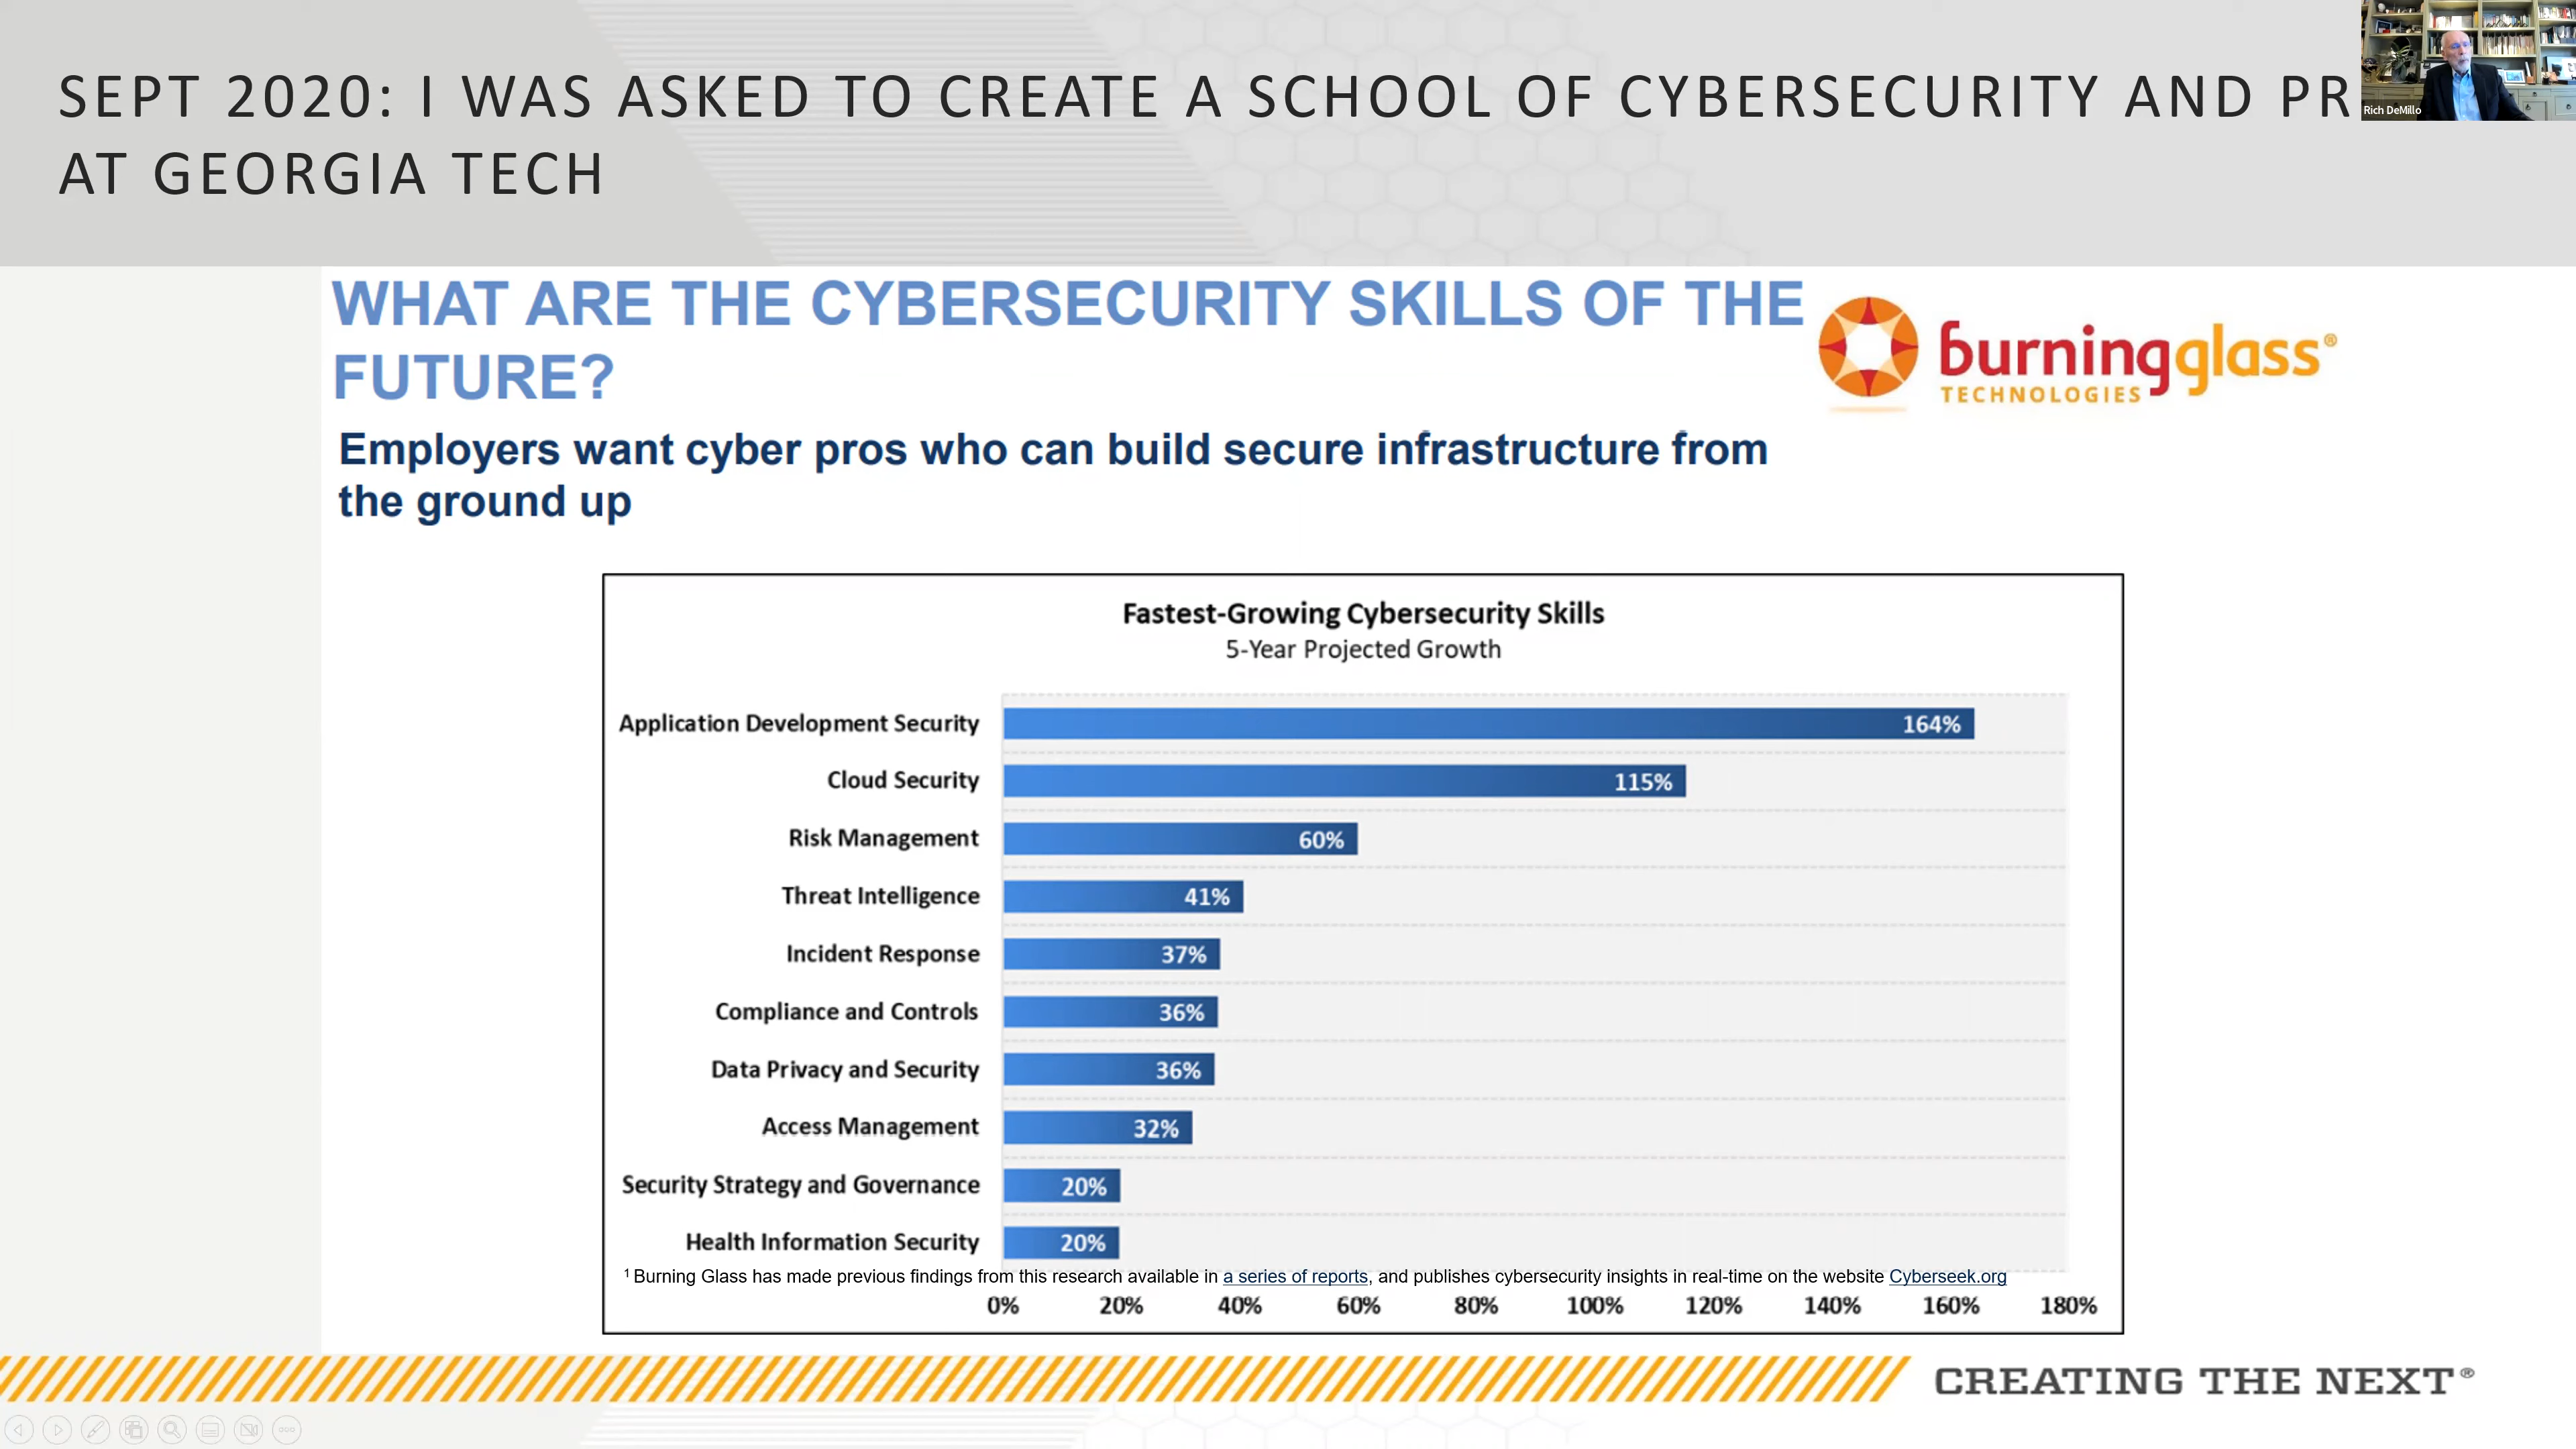 SEPT 2020: I WAS ASKED TO CREATE A SCHOOL OF CYBERSECURITY AND PR
AT GEORGIA TECH
Rich DeMillo
WHAT ARE THE CYBERSECURITY SKILLS OF THE
FUTURE?
burningglass®
TECHNOLOGIES
Employers want cyber pros who can build secure infrastructure from
the ground up
Fastest-Growing Cybersecurity Skills
5-Year Projected Growth
Application Development Security 164%
Cloud Security 115%
Risk Management 60%
Threat Intelligence 41%
Incident Response 37%
Compliance and Controls 36%
Data Privacy and Security 36%
Access Management 32%
Security Strategy and Governance 20%
Health Information Security 20%
1 Burning Glass has made previous findings from this research available in a series of reports, and publishes cybersecurity insights in real-time on the website Cyberseek.org
0% 20% 40% 60% 80% 100% 120% 140% 160% 180%
CREATING THE NEXT®